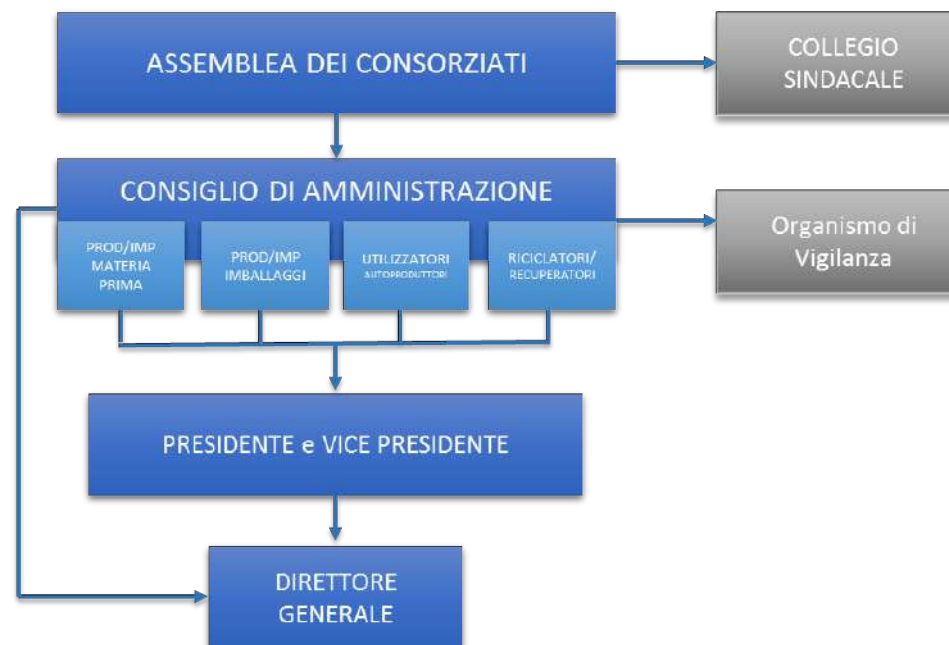 ASSEMBLEA DEI CONSORZIATI
COLLEGIO
SINDACALE
CONSIGLIO DI AMMINISTRAZIONE
PROD/IMP
MATERIA
PRIMA
PROD/IMP
IMBALLAGGI
UTILIZZATORI
AUTOPRODUTTORI
RICICLATORI/
RECUPERATORI
Organismo di
Vigilanza
PRESIDENTE e VICE PRESIDENTE
DIRETTORE
GENERALE